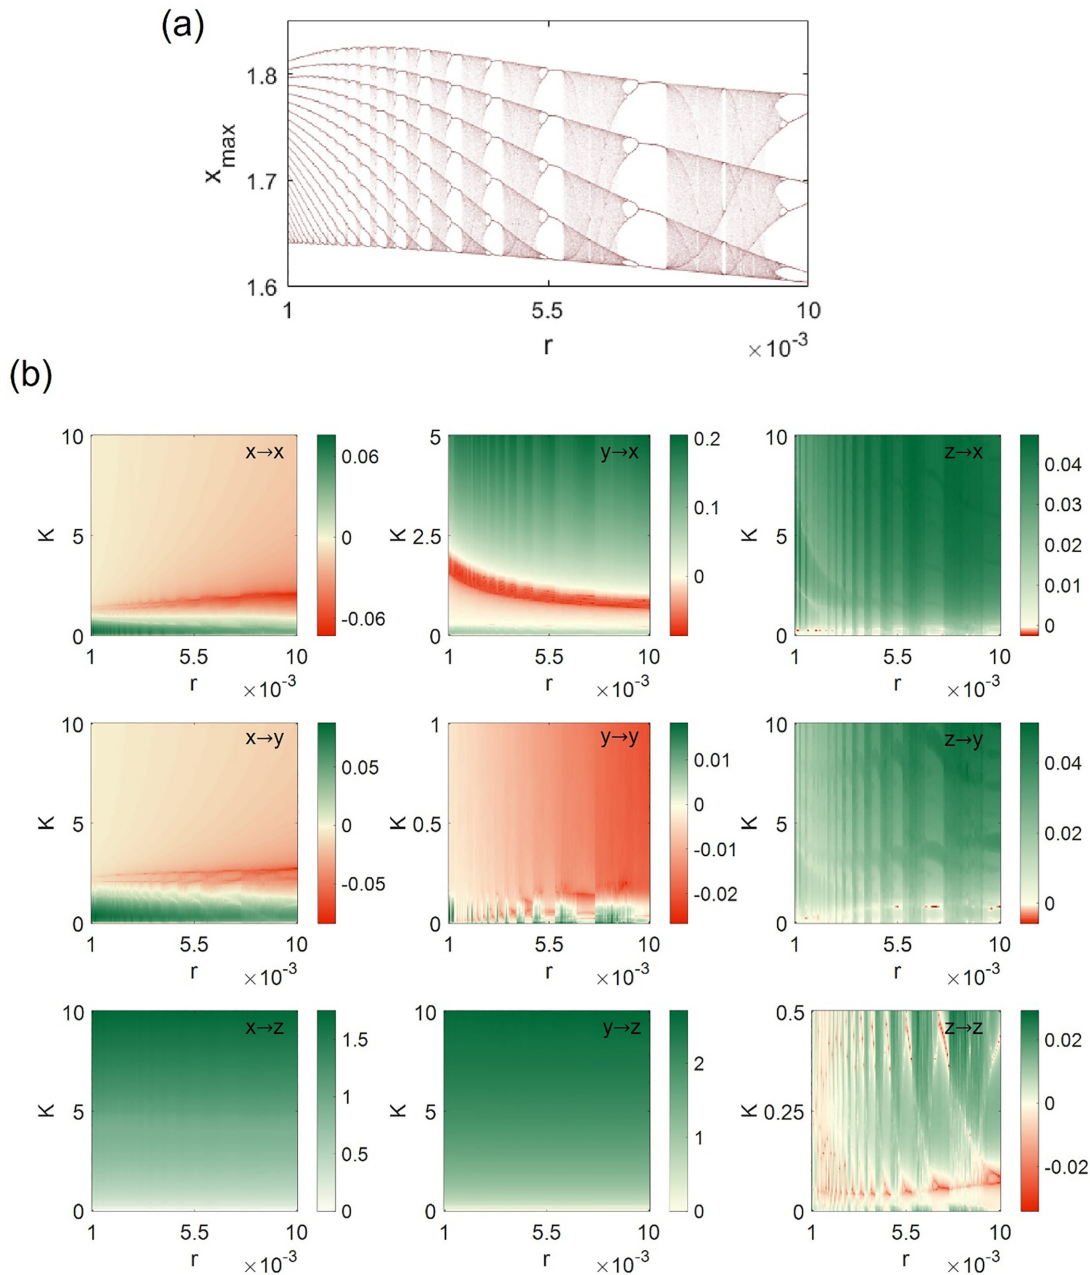 (a)
1.8
1.7
1.6
x_max
1 5.5 10
r ×10⁻³
(b)
10 x→x 0.06
K 5 0
-0.06
0
1 5.5 10
r ×10⁻³
5 y→x 0.2
0.1
K 2.5
0
0
1 5.5 10
r ×10⁻³
10 z→x 0.04
0.03
K 5 0.02
0.01
0 0
1 5.5 10
r ×10⁻³
10 x→y
0.05
K 5 0
-0.05
0
1 5.5 10
r ×10⁻³
1 y→y
0.01
K 0.5 0
-0.01
-0.02
0
1 5.5 10
r ×10⁻³
10 z→y
0.04
K 5
0.02
0 0
1 5.5 10
r ×10⁻³
10 x→z 1.5
K 5 1
0.5
0 0
1 5.5 10
r ×10⁻³
10 y→z
2
K 5
1
0 0
1 5.5 10
r ×10⁻³
0.5 z→z
0.02
K 0.25 0
-0.02
0
1 5.5 10
r ×10⁻³